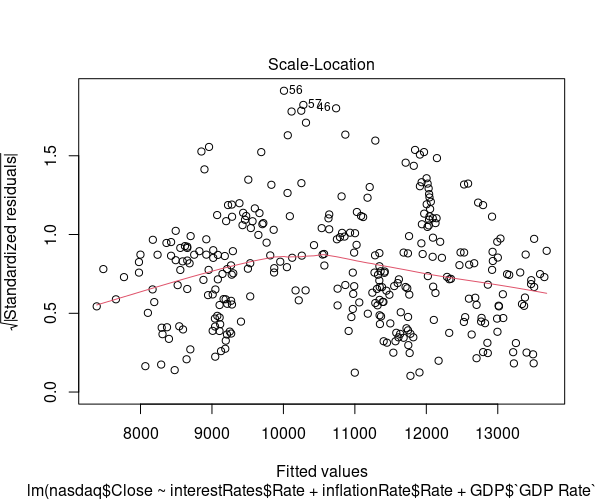 Scale-Location
56
57
46
√|Standardized residuals|
1.5
1.0
0.5
0.0
8000 9000 10000 11000 12000 13000
Fitted values
lm(nasdaq$Close ~ interestRates$Rate + inflationRate$Rate + GDP$`GDP Rate`